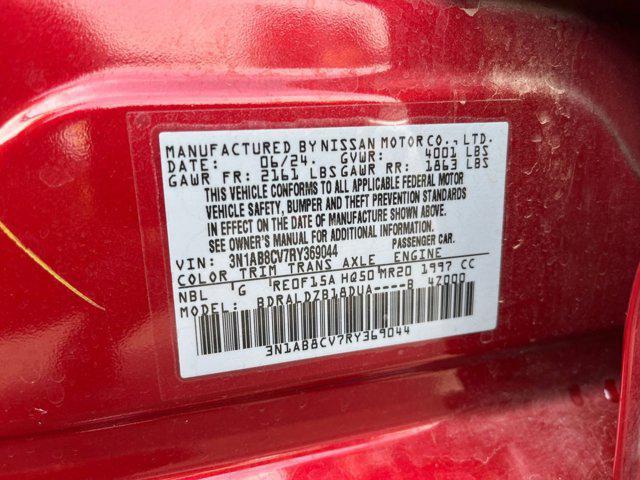 MANUFACTURED BY NISSAN MOTOR CO., LTD.
DATE: 06/24. GVWR: 4001 LBS
GAWR FR: 2161 LBS GAWR RR: 1863 LBS
THIS VEHICLE CONFORMS TO ALL APPLICABLE FEDERAL MOTOR
VEHICLE SAFETY, BUMPER AND THEFT PREVENTION STANDARDS
IN EFFECT ON THE DATE OF MANUFACTURE SHOWN ABOVE.
SEE OWNER'S MANUAL FOR ADDITIONAL INFORMATION.
VIN: 3N1AB8CV7RY369044 PASSENGER CAR.
COLOR TRIM TRANS AXLE ENGINE
NBL G RE0F15A HQ50 MR20 1997 CC
MODEL: BDRALDZB18DUA----B 4Z000
3N1AB8CV7RY369044